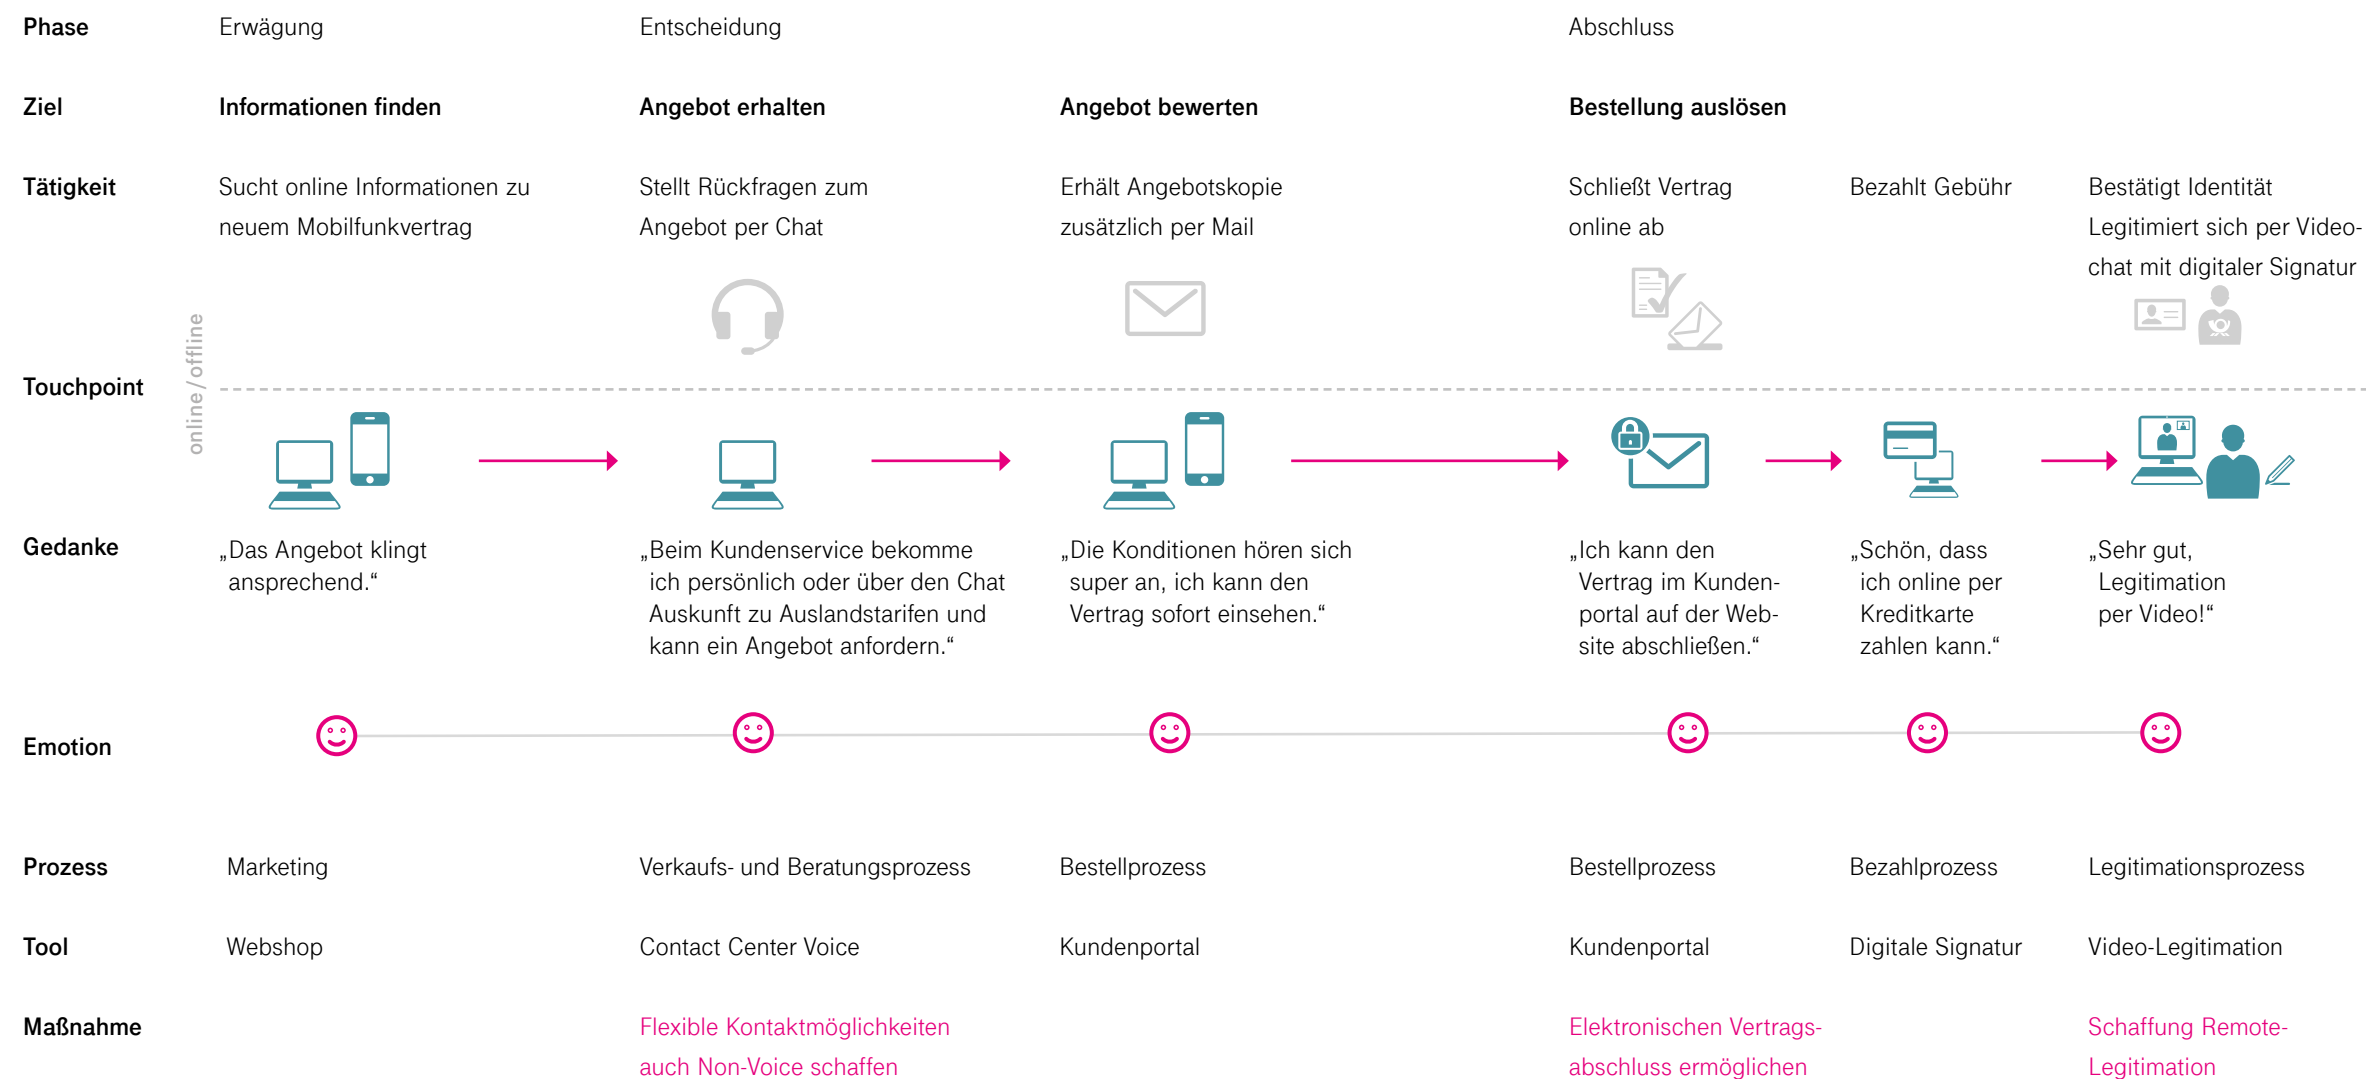 Phase Erwägung Entscheidung Abschluss
Ziel Informationen finden Angebot erhalten Angebot bewerten Bestellung auslösen
Tätigkeit Sucht online Informationen zu Stellt Rückfragen zum Erhält Angebotskopie Schließt Vertrag Bezahlt Gebühr Bestätigt Identität
neuem Mobilfunkvertrag Angebot per Chat zusätzlich per Mail online ab Legitimiert sich per Video-
chat mit digitaler Signatur
Touchpoint
online/offline
Gedanke „Das Angebot klingt „Beim Kundenservice bekomme „Die Konditionen hören sich „Ich kann den „Schön, dass „Sehr gut,
ansprechend.“ ich persönlich oder über den Chat super an, ich kann den Vertrag im Kunden- ich online per Legitimation
Auskunft zu Auslandstarifen und Vertrag sofort einsehen.“ portal auf der Web- Kreditkarte per Video!“
kann ein Angebot anfordern.“ site abschließen.“ zahlen kann.“
Emotion
Prozess Marketing Verkaufs- und Beratungsprozess Bestellprozess Bestellprozess Bezahlprozess Legitimationsprozess
Tool Webshop Contact Center Voice Kundenportal Kundenportal Digitale Signatur Video-Legitimation
Maßnahme Flexible Kontaktmöglichkeiten Elektronischen Vertrags- Schaffung Remote-
auch Non-Voice schaffen abschluss ermöglichen Legitimation